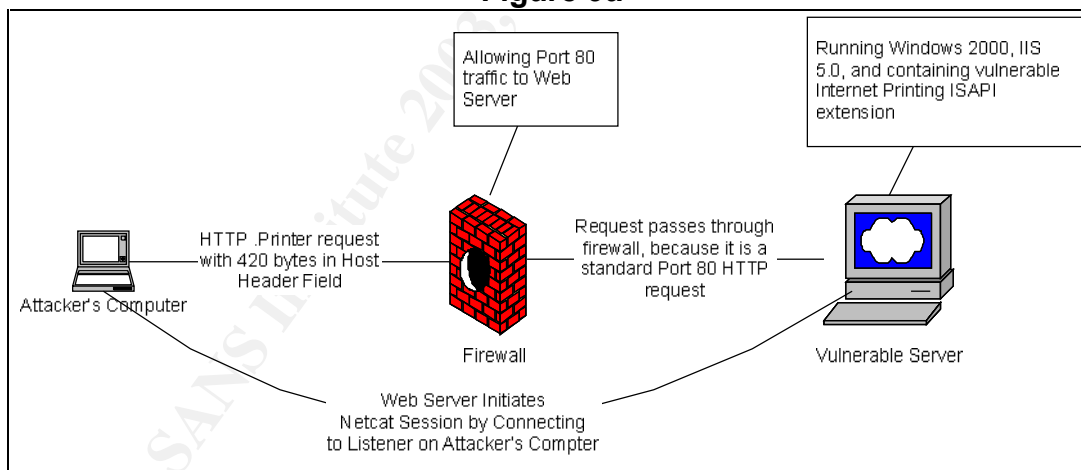 Allowing Port 80
traffic to Web
Server
Running Windows 2000, IIS
5.0, and containing vulnerable
Internet Printing ISAPI
extension
HTTP .Printer request
with 420 bytes in Host
Header Field
Request passes through
firewall, because it is a
standard Port 80 HTTP
request
Attacker's Computer
Firewall
Vulnerable Server
Web Server Initiates
Netcat Session by Connecting
to Listener on Attacker's Compter
SANS Institute 2003,